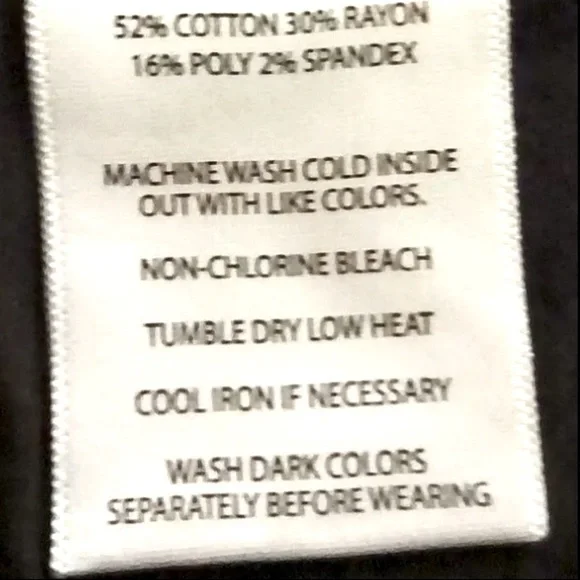 52% COTTON 30% RAYON
16% POLY 2% SPANDEX
MACHINE WASH COLD INSIDE
OUT WITH LIKE COLORS.
NON-CHLORINE BLEACH
TUMBLE DRY LOW HEAT
COOL IRON IF NECESSARY
WASH DARK COLORS
SEPARATELY BEFORE WEARING